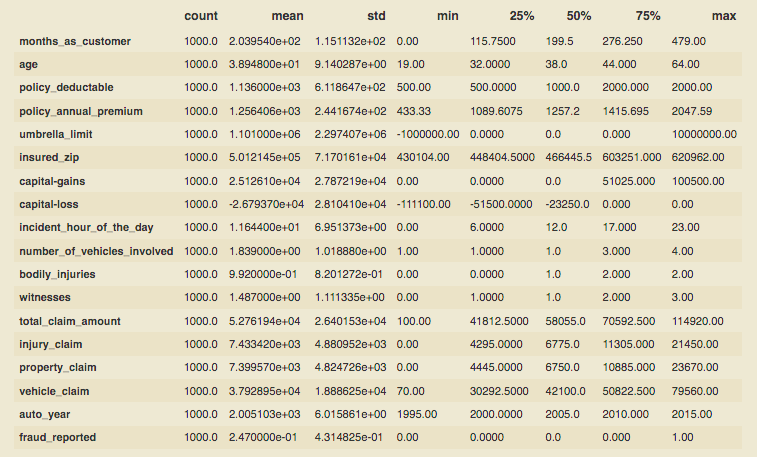 count mean std min 25% 50% 75% max
months_as_customer 1000.0 2.039540e+02 1.151132e+02 0.00 115.7500 199.5 276.250 479.00
age 1000.0 3.894800e+01 9.140287e+00 19.00 32.0000 38.0 44.000 64.00
policy_deductable 1000.0 1.136000e+03 6.118647e+02 500.00 500.0000 1000.0 2000.000 2000.00
policy_annual_premium 1000.0 1.256406e+03 2.441674e+02 433.33 1089.6075 1257.2 1415.695 2047.59
umbrella_limit 1000.0 1.101000e+06 2.297407e+06 -1000000.00 0.0000 0.0 0.000 10000000.00
insured_zip 1000.0 5.012145e+05 7.170161e+04 430104.00 448404.5000 466445.5 603251.000 620962.00
capital-gains 1000.0 2.512610e+04 2.787219e+04 0.00 0.0000 0.0 51025.000 100500.00
capital-loss 1000.0 -2.679370e+04 2.810410e+04 -111100.00 -51500.0000 -23250.0 0.000 0.00
incident_hour_of_the_day 1000.0 1.164400e+01 6.951373e+00 0.00 6.0000 12.0 17.000 23.00
number_of_vehicles_involved 1000.0 1.839000e+00 1.018880e+00 1.00 1.0000 1.0 3.000 4.00
bodily_injuries 1000.0 9.920000e-01 8.201272e-01 0.00 0.0000 1.0 2.000 2.00
witnesses 1000.0 1.487000e+00 1.111335e+00 0.00 1.0000 1.0 2.000 3.00
total_claim_amount 1000.0 5.276194e+04 2.640153e+04 100.00 41812.5000 58055.0 70592.500 114920.00
injury_claim 1000.0 7.433420e+03 4.880952e+03 0.00 4295.0000 6775.0 11305.000 21450.00
property_claim 1000.0 7.399570e+03 4.824726e+03 0.00 4445.0000 6750.0 10885.000 23670.00
vehicle_claim 1000.0 3.792895e+04 1.888625e+04 70.00 30292.5000 42100.0 50822.500 79560.00
auto_year 1000.0 2.005103e+03 6.015861e+00 1995.00 2000.0000 2005.0 2010.000 2015.00
fraud_reported 1000.0 2.470000e-01 4.314825e-01 0.00 0.0000 0.0 0.000 1.00